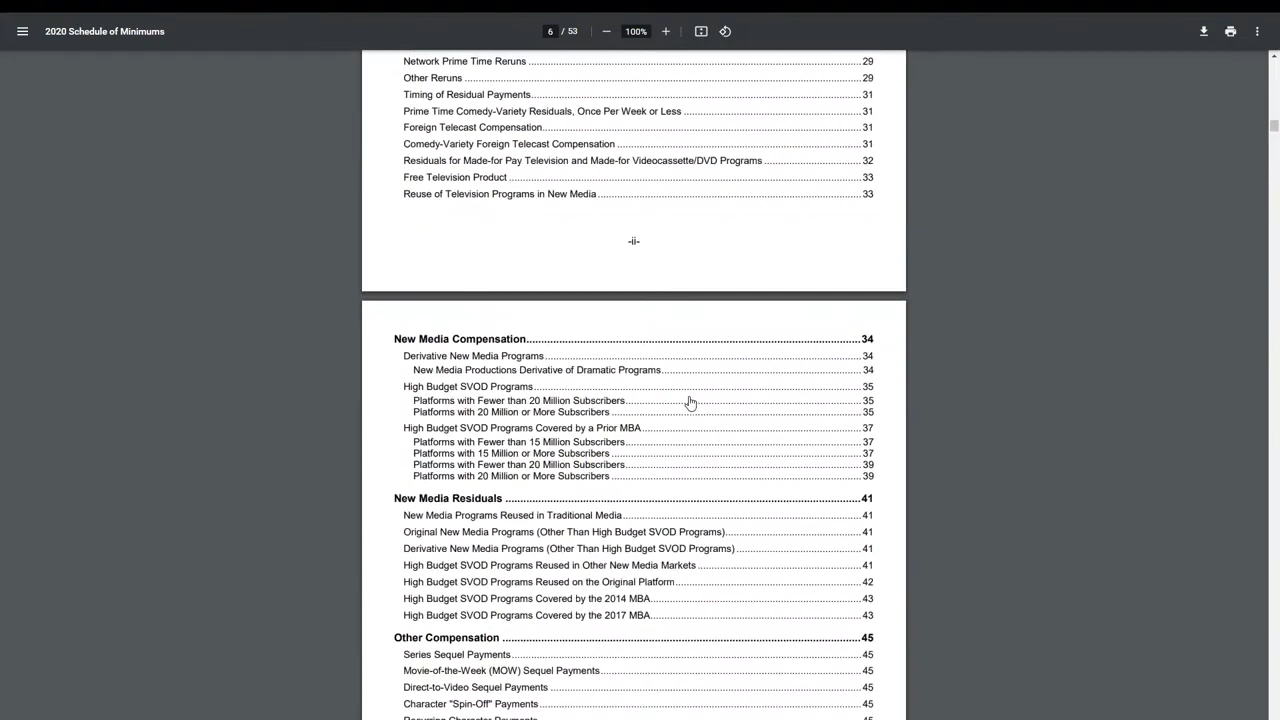 2020 Schedule of Minimums
6 / 53
100%
Network Prime Time Reruns ........ 29
Other Reruns ........ 29
Timing of Residual Payments ........ 31
Prime Time Comedy-Variety Residuals, Once Per Week or Less ........ 31
Foreign Telecast Compensation ........ 31
Comedy-Variety Foreign Telecast Compensation ........ 31
Residuals for Made-for Pay Television and Made-for Videocassette/DVD Programs ........ 32
Free Television Product ........ 33
Reuse of Television Programs in New Media ........ 33
-ii-
New Media Compensation ........ 34
Derivative New Media Programs ........ 34
New Media Productions Derivative of Dramatic Programs ........ 34
High Budget SVOD Programs ........ 35
Platforms with Fewer than 20 Million Subscribers ........ 35
Platforms with 20 Million or More Subscribers ........ 35
High Budget SVOD Programs Covered by a Prior MBA ........ 37
Platforms with Fewer than 15 Million Subscribers ........ 37
Platforms with 15 Million or More Subscribers ........ 37
Platforms with Fewer than 20 Million Subscribers ........ 39
Platforms with 20 Million or More Subscribers ........ 39
New Media Residuals ........ 41
New Media Programs Reused in Traditional Media ........ 41
Original New Media Programs (Other Than High Budget SVOD Programs) ........ 41
Derivative New Media Programs (Other Than High Budget SVOD Programs) ........ 41
High Budget SVOD Programs Reused in Other New Media Markets ........ 41
High Budget SVOD Programs Reused on the Original Platform ........ 42
High Budget SVOD Programs Covered by the 2014 MBA ........ 43
High Budget SVOD Programs Covered by the 2017 MBA ........ 43
Other Compensation ........ 45
Series Sequel Payments ........ 45
Movie-of-the-Week (MOW) Sequel Payments ........ 45
Direct-to-Video Sequel Payments ........ 45
Character "Spin-Off" Payments ........ 45
Recurring Character Payments ........ 45